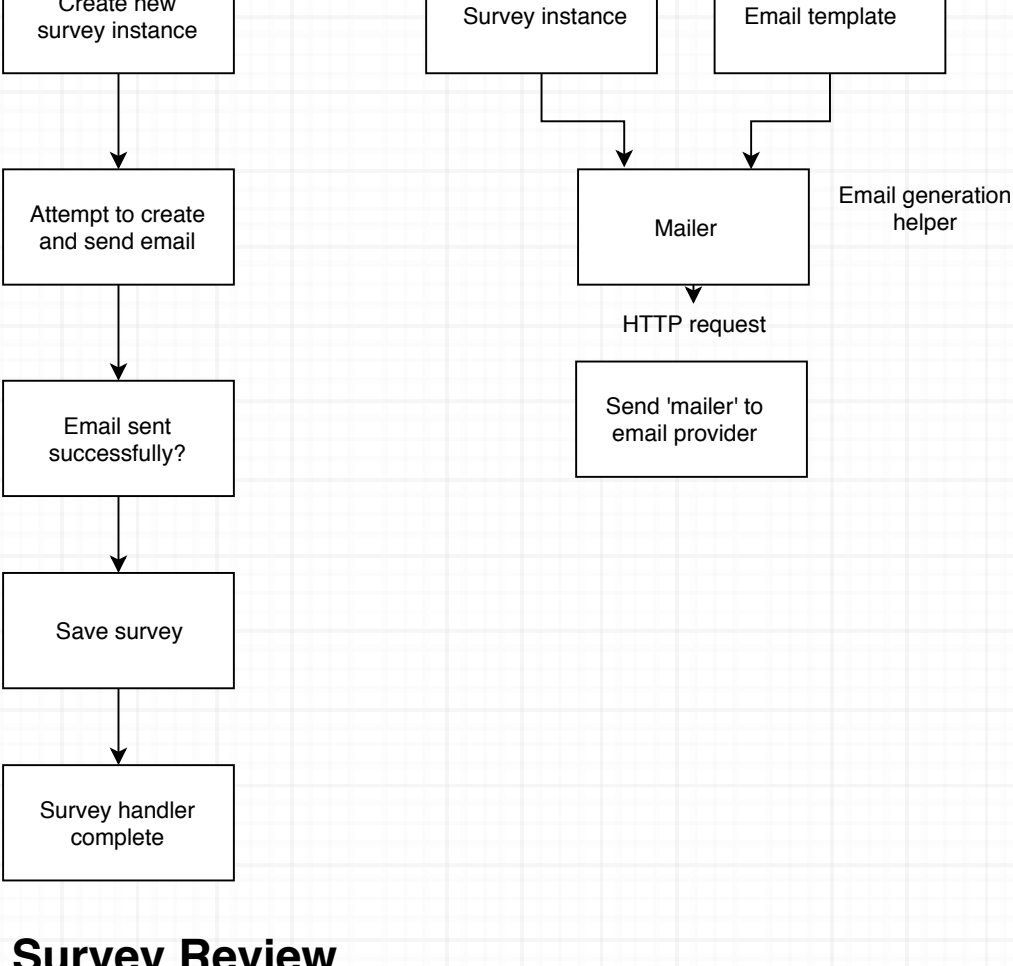 Create new
survey instance
Survey instance
Email template
Attempt to create
and send email
Mailer
Email generation
helper
HTTP request
Email sent
successfully?
Send 'mailer' to
email provider
Save survey
Survey handler
complete
Survey Review